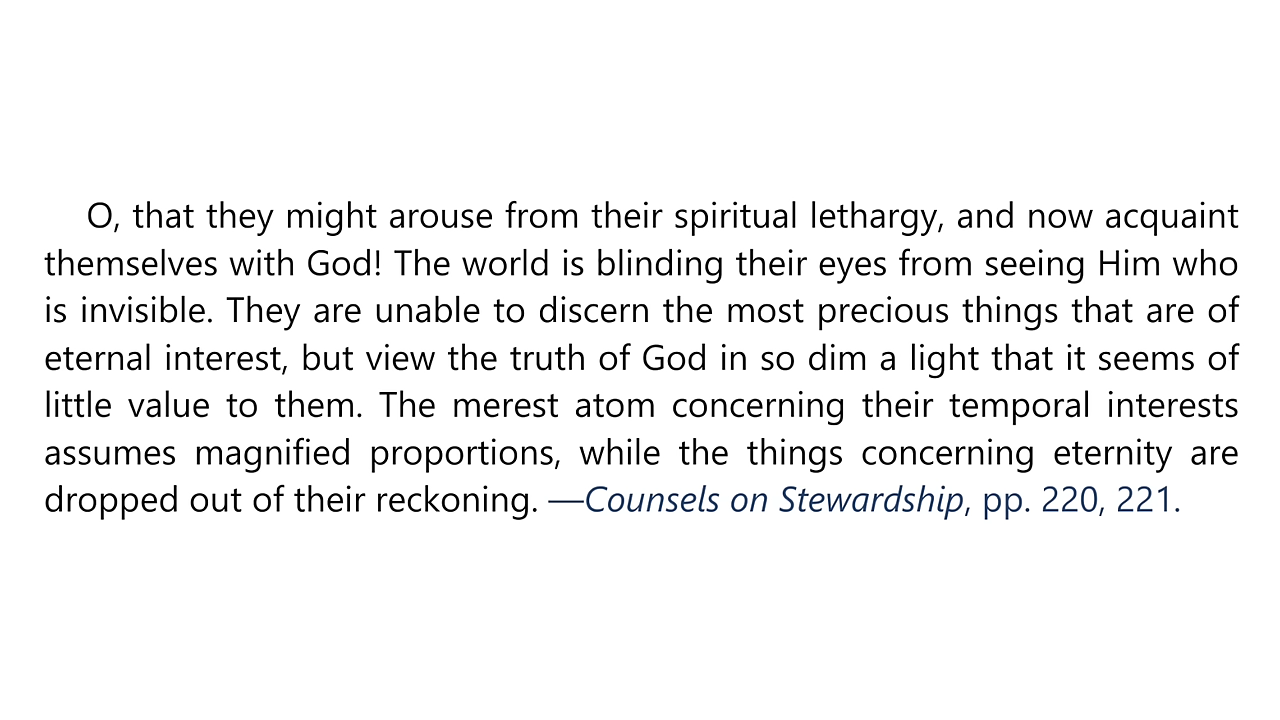 O, that they might arouse from their spiritual lethargy, and now acquaint
themselves with God! The world is blinding their eyes from seeing Him who
is invisible. They are unable to discern the most precious things that are of
eternal interest, but view the truth of God in so dim a light that it seems of
little value to them. The merest atom concerning their temporal interests
assumes magnified proportions, while the things concerning eternity are
dropped out of their reckoning. —Counsels on Stewardship, pp. 220, 221.